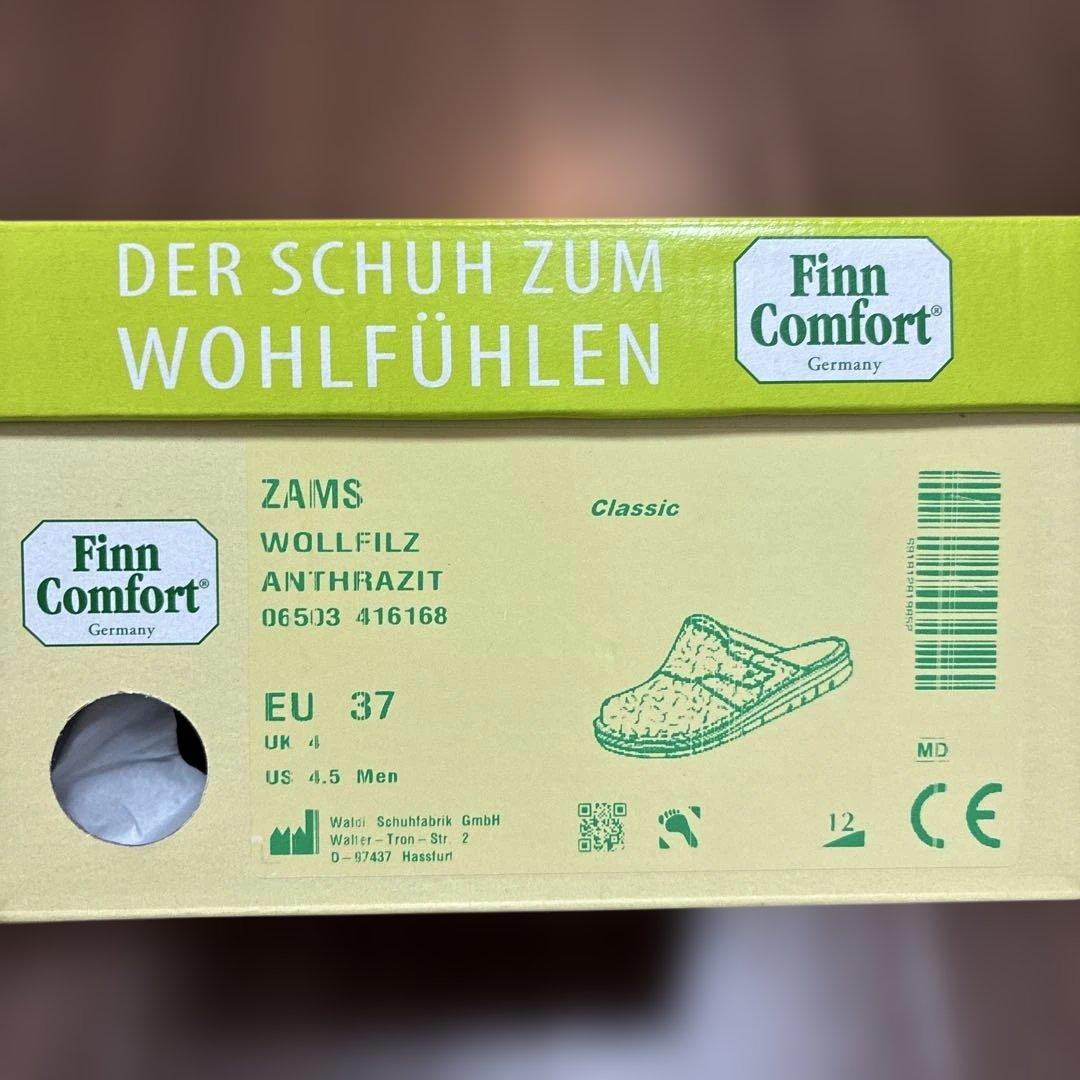 DER SCHUH ZUM
WOHLFÜHLEN
Finn
Comfort®
Germany
Finn
Comfort®
Germany
ZAMS
WOLLFILZ
ANTHRAZIT
06503 416168
Classic
EU 37
UK 4
US 4.5 Men
Waldi Schuhfabrik GmbH
Walter-Tron-Str. 2
D-97437 Hassfurt
12
MD
CE